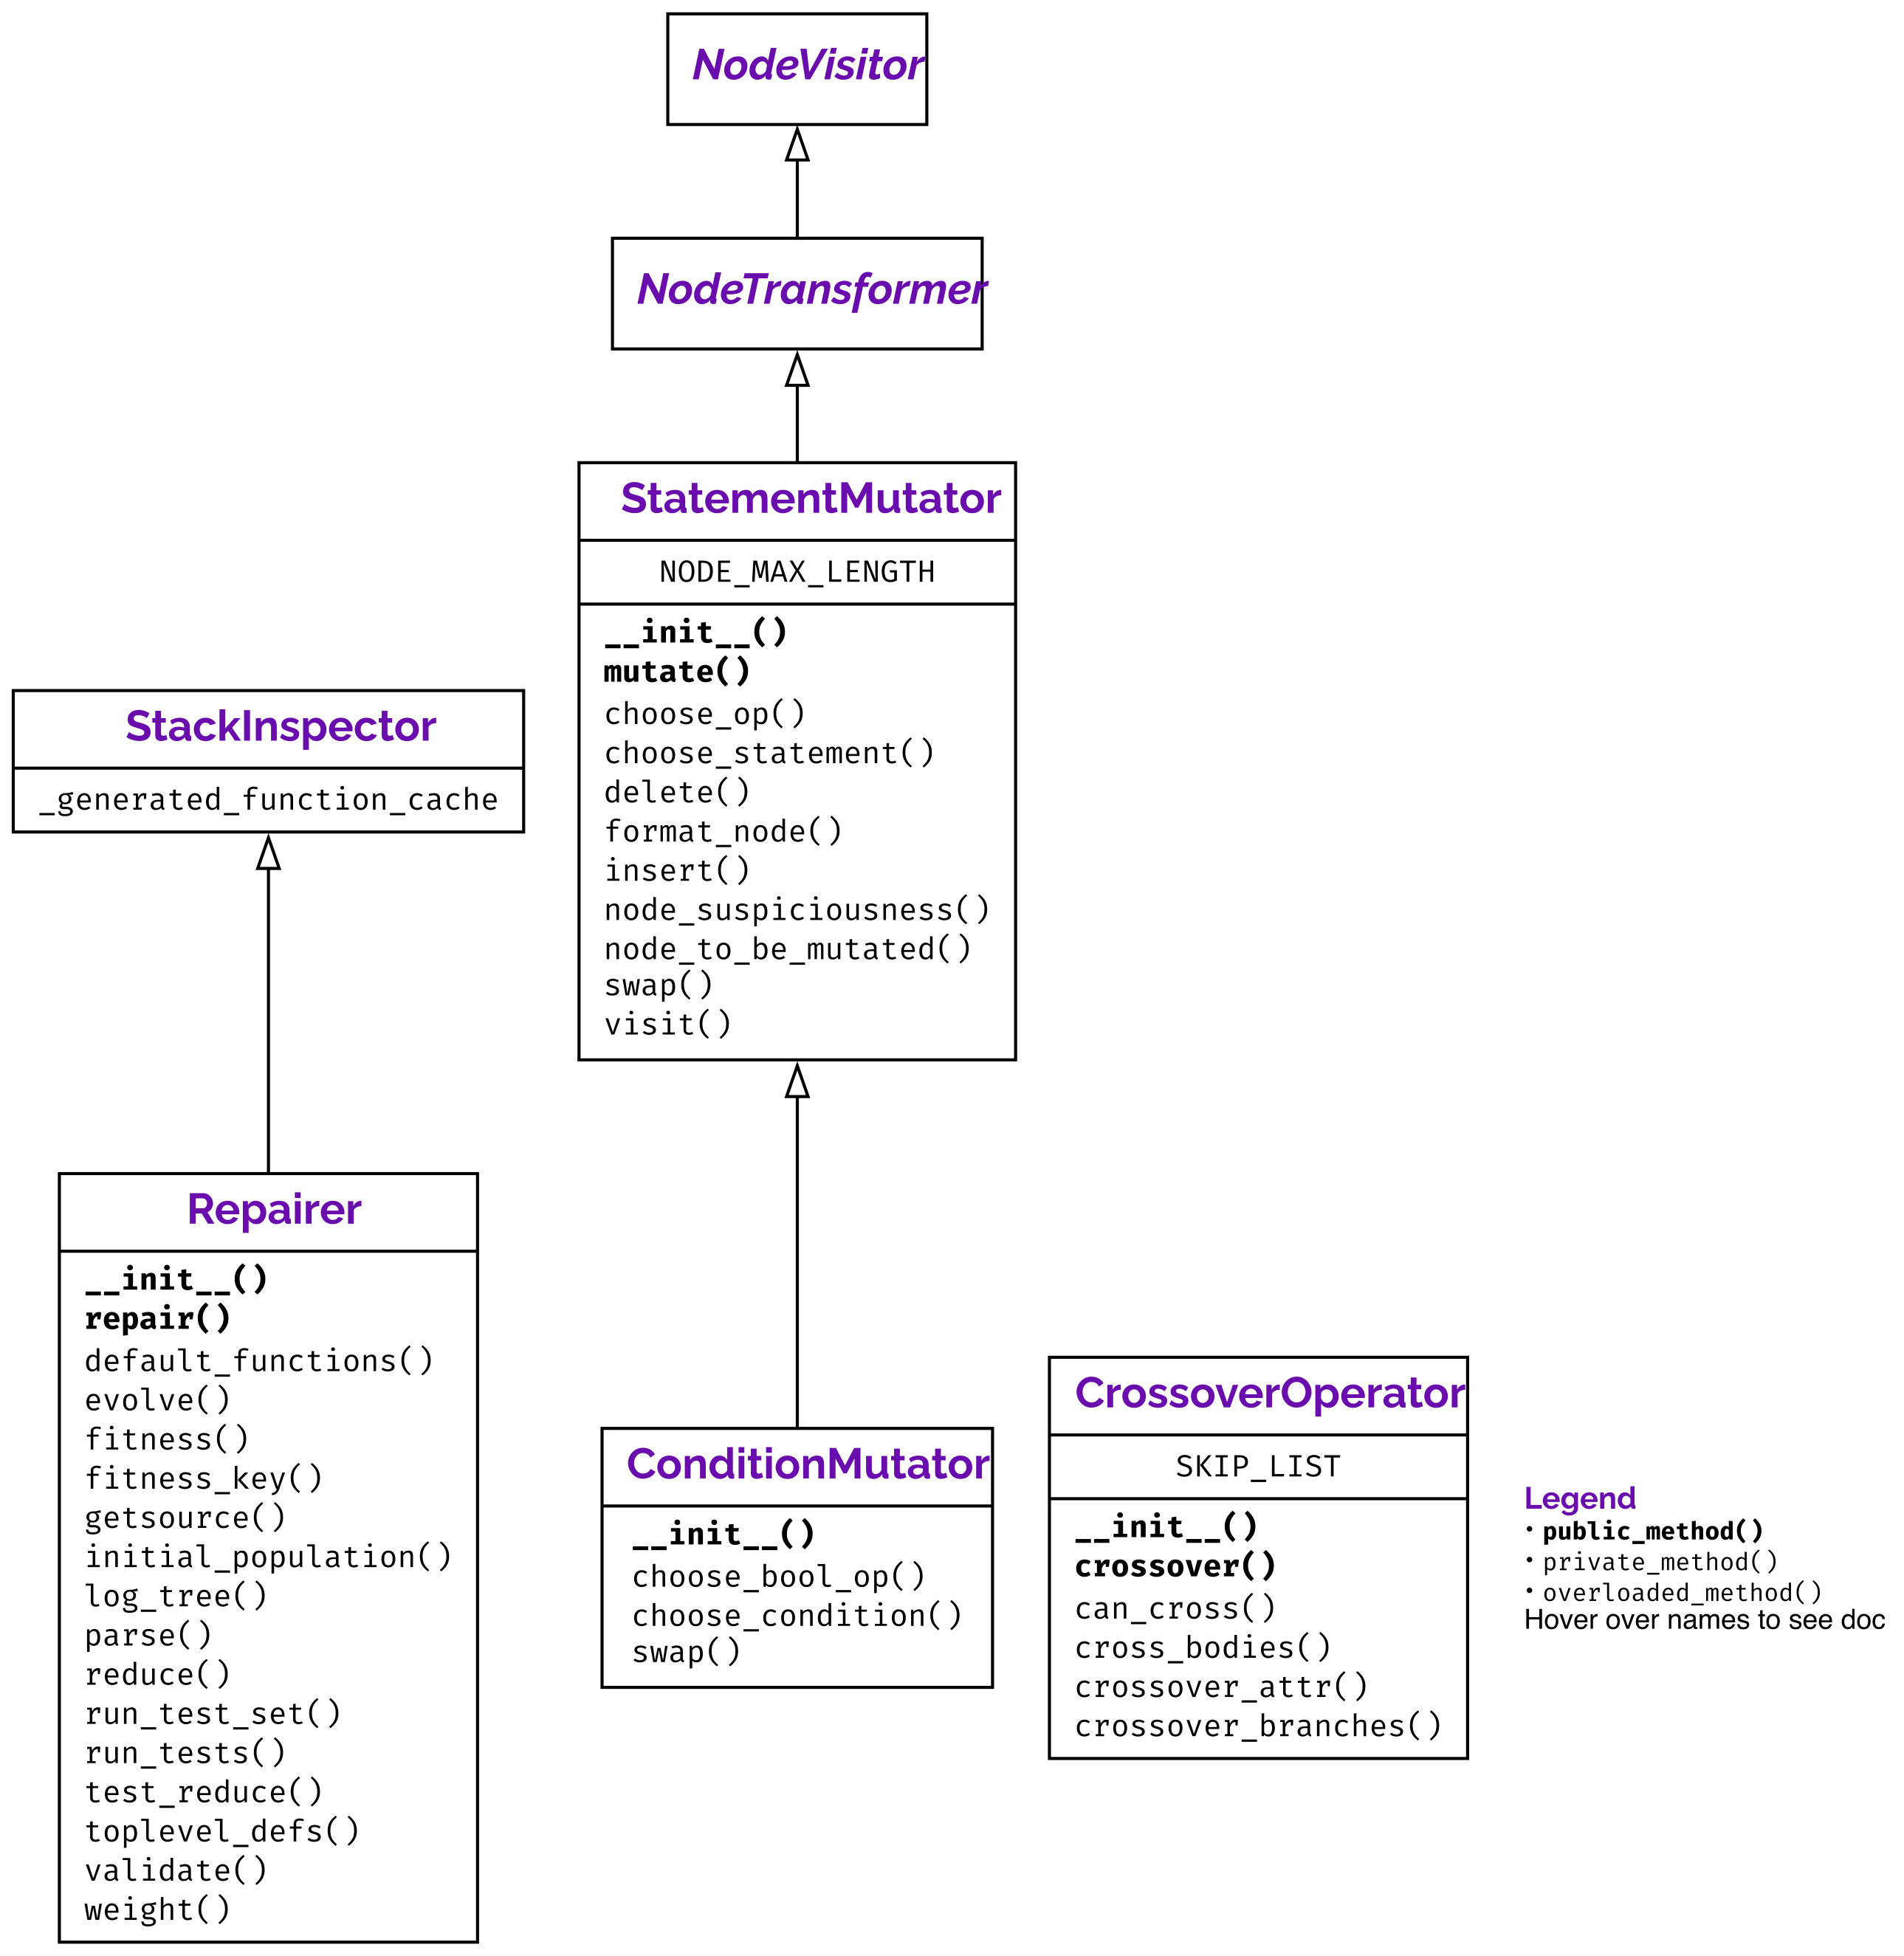 NodeVisitor
NodeTransformer
StatementMutator
NODE_MAX_LENGTH
__init__()
mutate()
choose_op()
choose_statement()
delete()
format_node()
insert()
node_suspiciousness()
node_to_be_mutated()
swap()
visit()
StackInspector
_generated_function_cache
Repairer
__init__()
repair()
default_functions()
evolve()
fitness()
fitness_key()
getsource()
initial_population()
log_tree()
parse()
reduce()
run_test_set()
run_tests()
test_reduce()
toplevel_defs()
validate()
weight()
ConditionMutator
__init__()
choose_bool_op()
choose_condition()
swap()
CrossoverOperator
SKIP_LIST
__init__()
crossover()
can_cross()
cross_bodies()
crossover_attr()
crossover_branches()
Legend
• public_method()
• private_method()
• overloaded_method()
Hover over names to see doc